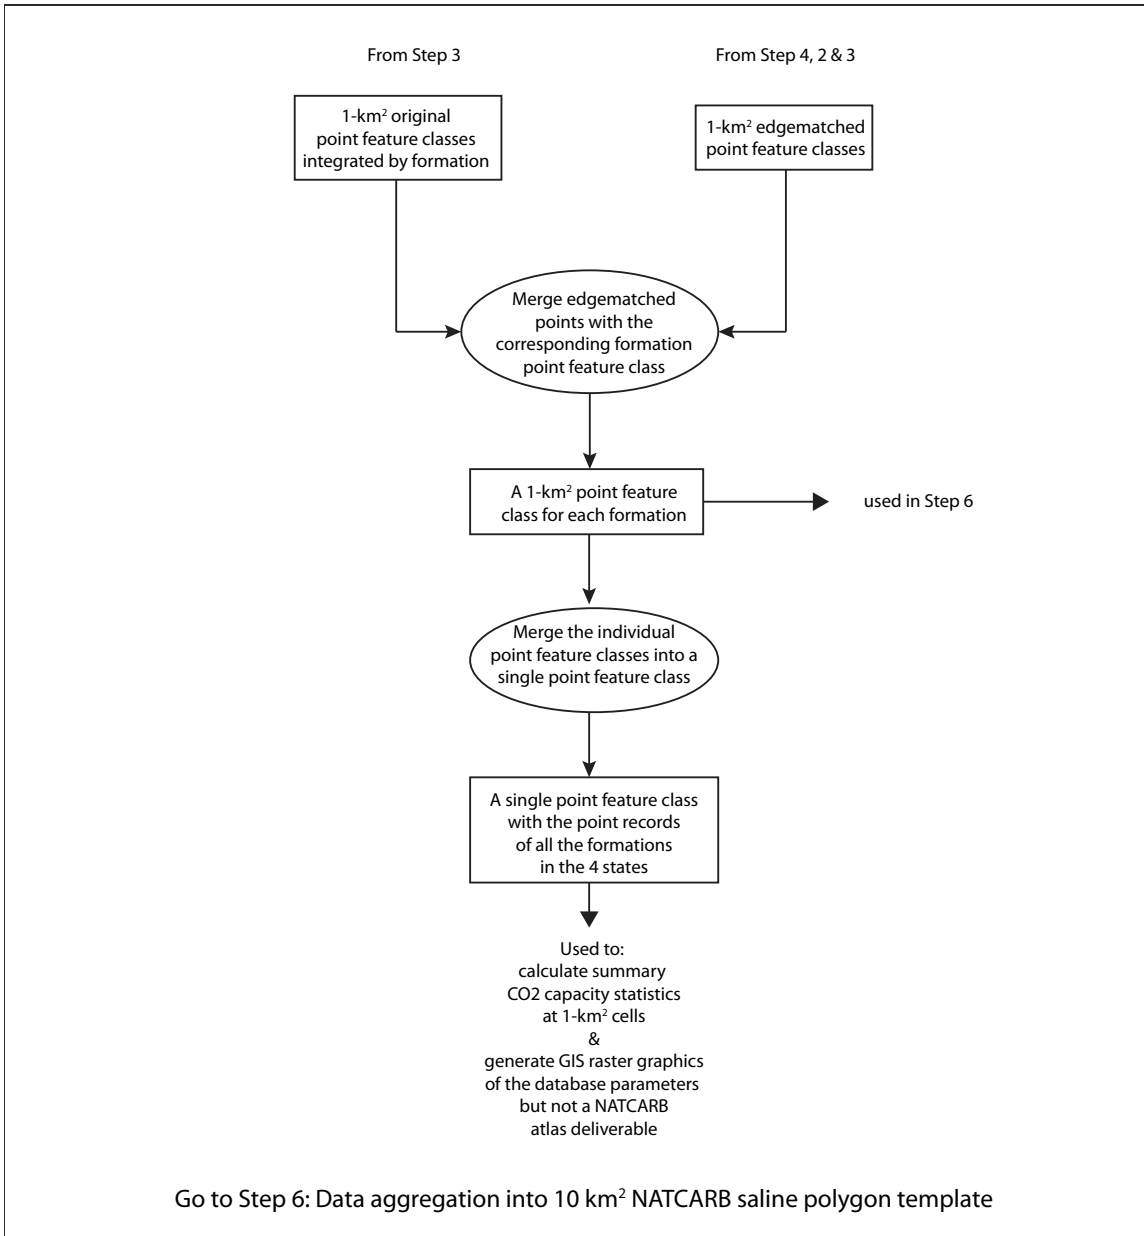 From Step 3
From Step 4, 2 & 3
1-km² original
point feature classes
integrated by formation
1-km² edgematched
point feature classes
Merge edgematched
points with the
corresponding formation
point feature class
A 1-km² point feature
class for each formation
used in Step 6
Merge the individual
point feature classes into a
single point feature class
A single point feature class
with the point records
of all the formations
in the 4 states
Used to:
calculate summary
CO2 capacity statistics
at 1-km² cells
&
generate GIS raster graphics
of the database parameters
but not a NATCARB
atlas deliverable
Go to Step 6: Data aggregation into 10 km² NATCARB saline polygon template